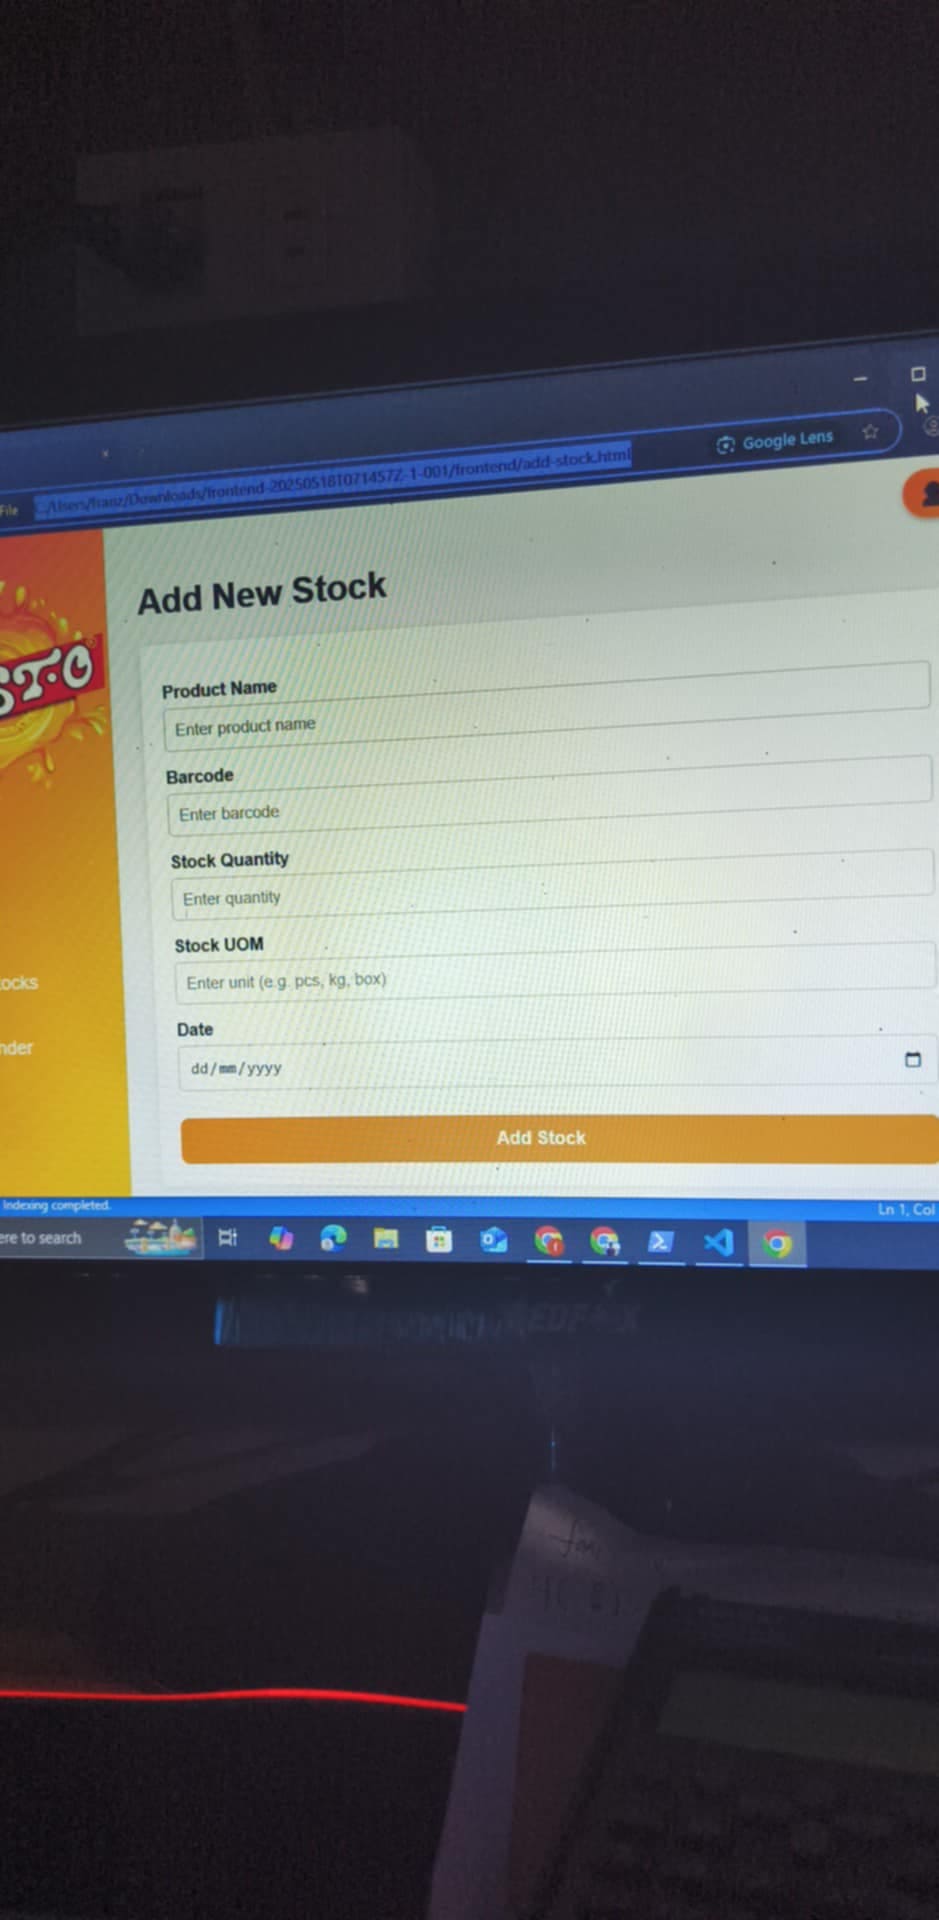 File C:/Users/franz/Downloads/frontend-20250518T071457Z-1-001/frontend/add-stock.html Google Lens
ST·O
Add New Stock
Product Name
Enter product name
Barcode
Enter barcode
Stock Quantity
Enter quantity
Stock UOM
Enter unit (e.g. pcs, kg, box)
ocks
Date
nder
dd/mm/yyyy
Add Stock
Indexing completed.
Ln 1, Col
ere to search